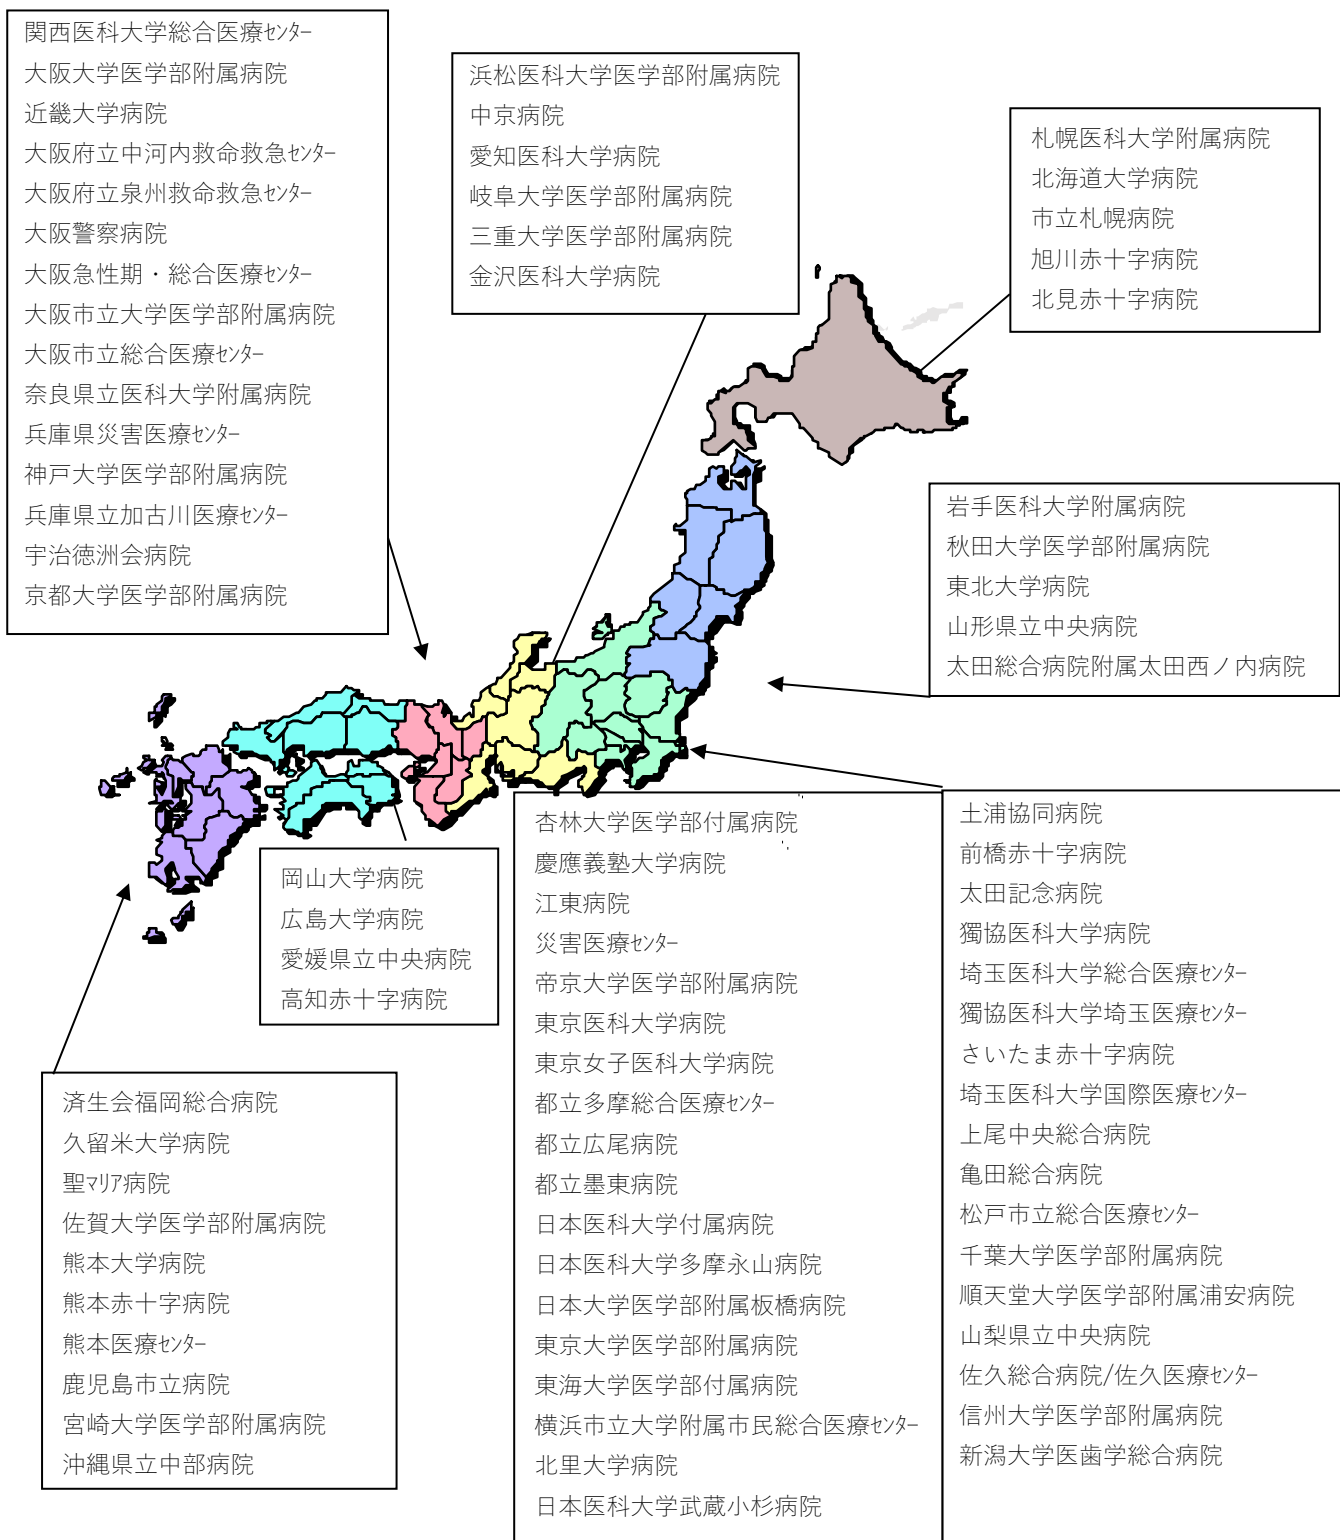 関西医科大学総合医療ｾﾝﾀｰ
大阪大学医学部附属病院
近畿大学病院
大阪府立中河内救命救急ｾﾝﾀｰ
大阪府立泉州救命救急ｾﾝﾀｰ
大阪警察病院
大阪急性期・総合医療ｾﾝﾀｰ
大阪市立大学医学部附属病院
大阪市立総合医療ｾﾝﾀｰ
奈良県立医科大学附属病院
兵庫県災害医療ｾﾝﾀｰ
神戸大学医学部附属病院
兵庫県立加古川医療ｾﾝﾀｰ
宇治徳洲会病院
京都大学医学部附属病院
浜松医科大学医学部附属病院
中京病院
愛知医科大学病院
岐阜大学医学部附属病院
三重大学医学部附属病院
金沢医科大学病院
札幌医科大学附属病院
北海道大学病院
市立札幌病院
旭川赤十字病院
北見赤十字病院
岩手医科大学附属病院
秋田大学医学部附属病院
東北大学病院
山形県立中央病院
太田総合病院附属太田西ノ内病院
岡山大学病院
広島大学病院
愛媛県立中央病院
高知赤十字病院
済生会福岡総合病院
久留米大学病院
聖ﾏﾘｱ病院
佐賀大学医学部附属病院
熊本大学病院
熊本赤十字病院
熊本医療ｾﾝﾀｰ
鹿児島市立病院
宮崎大学医学部附属病院
沖縄県立中部病院
杏林大学医学部付属病院
慶應義塾大学病院
江東病院
災害医療ｾﾝﾀｰ
帝京大学医学部附属病院
東京医科大学病院
東京女子医科大学病院
都立多摩総合医療ｾﾝﾀｰ
都立広尾病院
都立墨東病院
日本医科大学付属病院
日本医科大学多摩永山病院
日本大学医学部附属板橋病院
東京大学医学部附属病院
東海大学医学部付属病院
横浜市立大学附属市民総合医療ｾﾝﾀｰ
北里大学病院
日本医科大学武蔵小杉病院
土浦協同病院
前橋赤十字病院
太田記念病院
獨協医科大学病院
埼玉医科大学総合医療ｾﾝﾀｰ
獨協医科大学埼玉医療ｾﾝﾀｰ
さいたま赤十字病院
埼玉医科大学国際医療ｾﾝﾀｰ
上尾中央総合病院
亀田総合病院
松戸市立総合医療ｾﾝﾀｰ
千葉大学医学部附属病院
順天堂大学医学部附属浦安病院
山梨県立中央病院
佐久総合病院/佐久医療ｾﾝﾀｰ
信州大学医学部附属病院
新潟大学医歯学総合病院